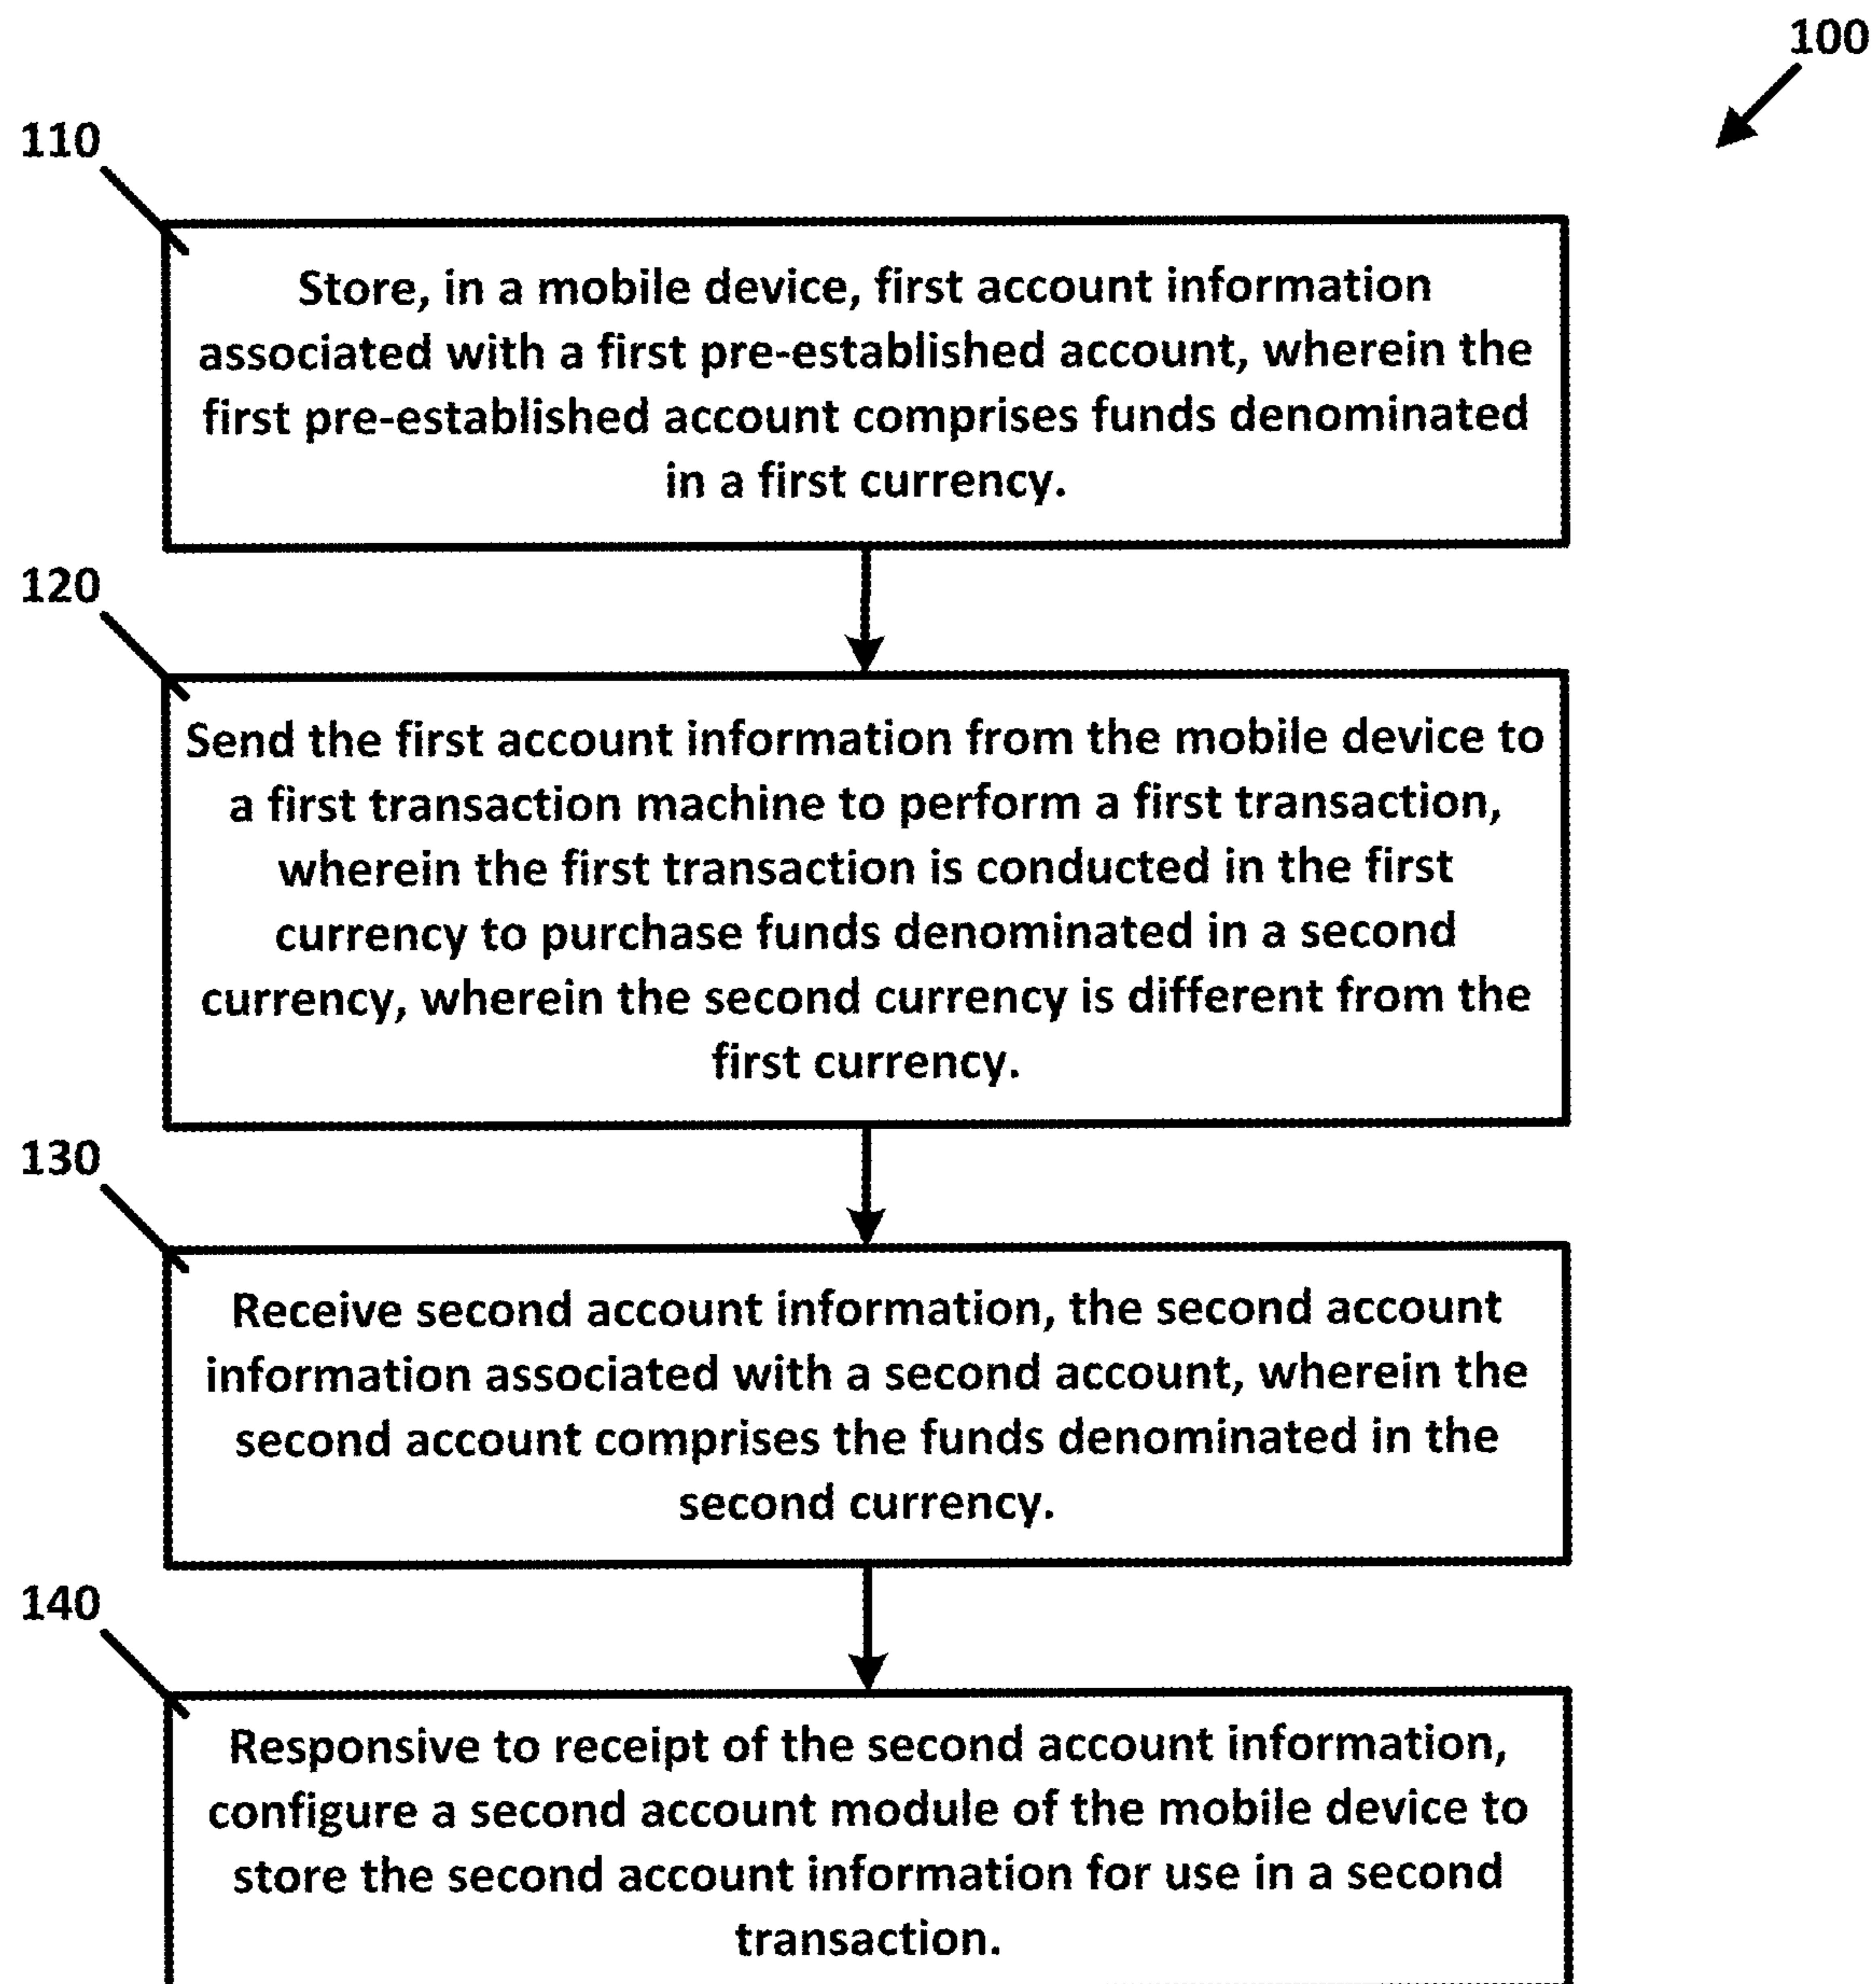 100
110
Store, in a mobile device, first account information
associated with a first pre-established account, wherein the
first pre-established account comprises funds denominated
in a first currency.
120
Send the first account information from the mobile device to
a first transaction machine to perform a first transaction,
wherein the first transaction is conducted in the first
currency to purchase funds denominated in a second
currency, wherein the second currency is different from the
first currency.
130
Receive second account information, the second account
information associated with a second account, wherein the
second account comprises the funds denominated in the
second currency.
140
Responsive to receipt of the second account information,
configure a second account module of the mobile device to
store the second account information for use in a second
transaction.